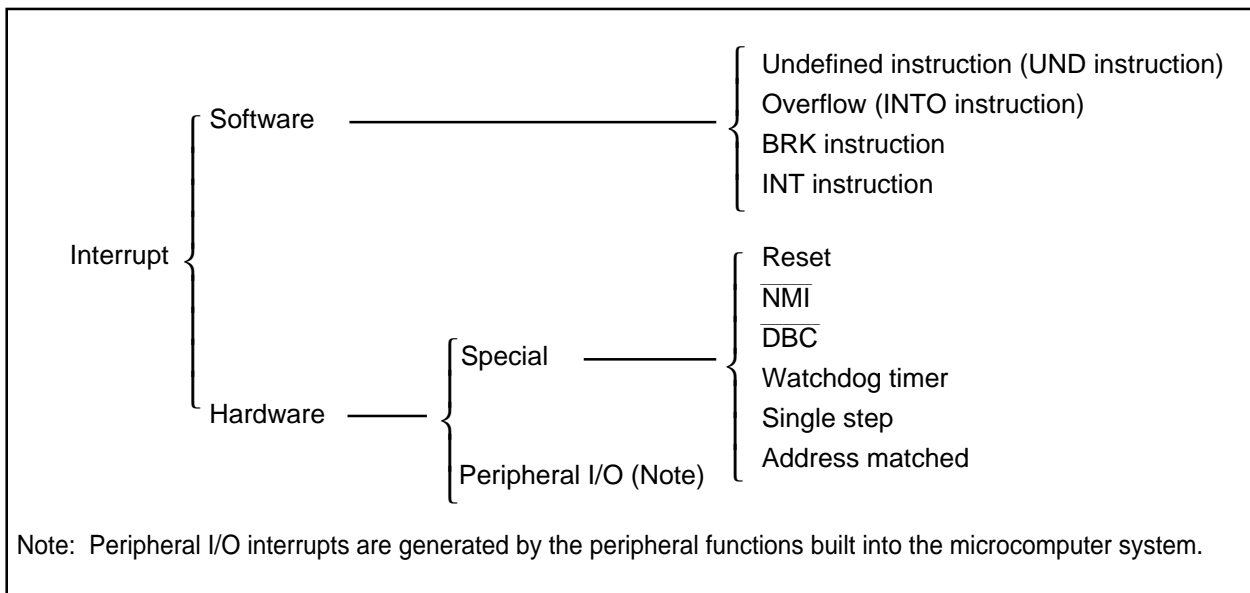 Undefined instruction (UND instruction)
Software
Overflow (INTO instruction)
BRK instruction
INT instruction
Interrupt
Reset
N̅M̅I̅
D̅B̅C̅
Special
Watchdog timer
Hardware
Single step
Peripheral I/O (Note)
Address matched
Note: Peripheral I/O interrupts are generated by the peripheral functions built into the microcomputer system.